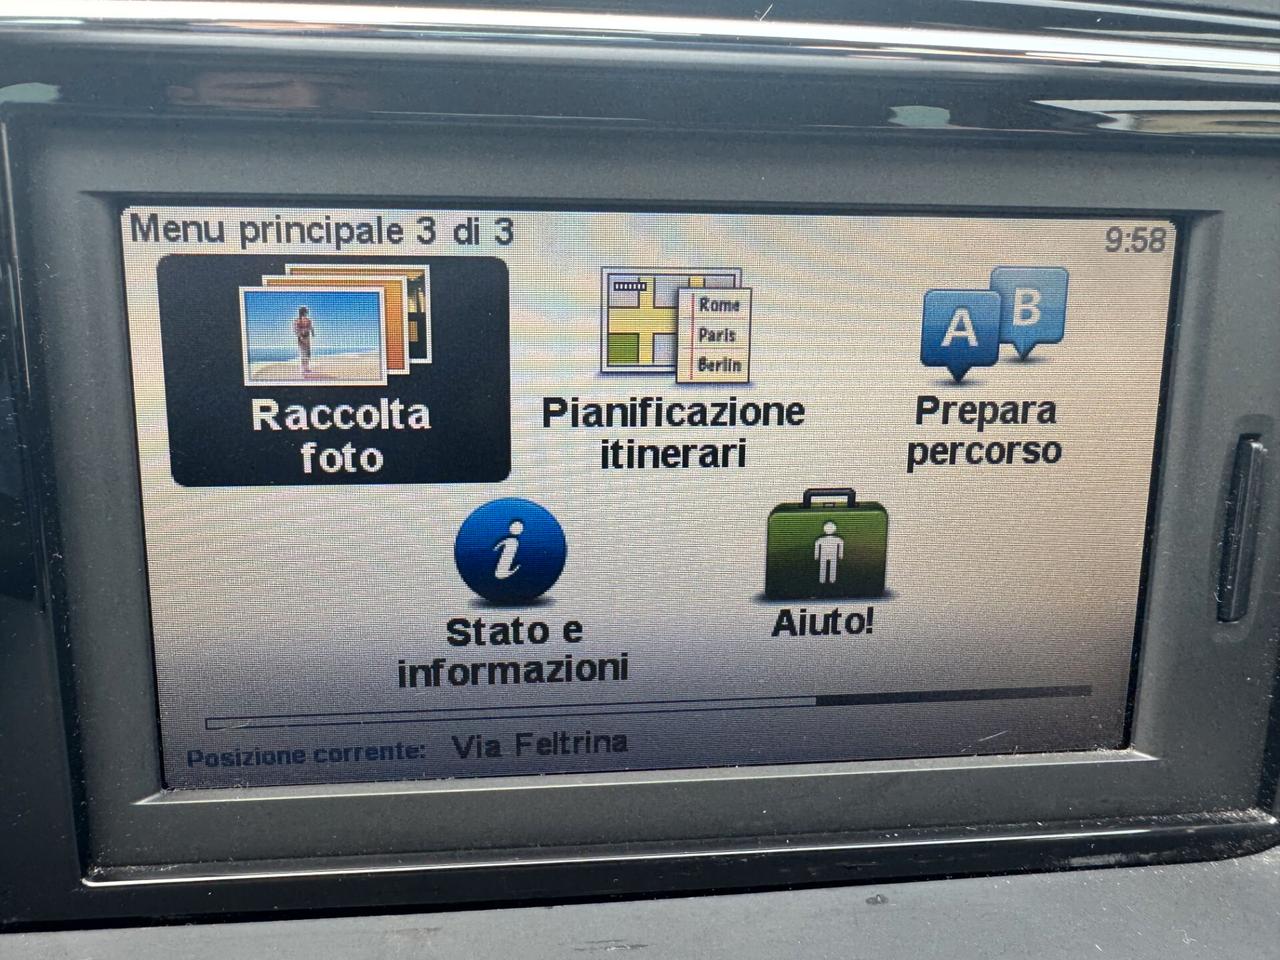 Menu principale 3 di 3
9:58
Rome
Paris
Berlin
A
B
Raccolta
foto
Pianificazione
itinerari
Prepara
percorso
i
Stato e
informazioni
Aiuto!
Posizione corrente: Via Feltrina